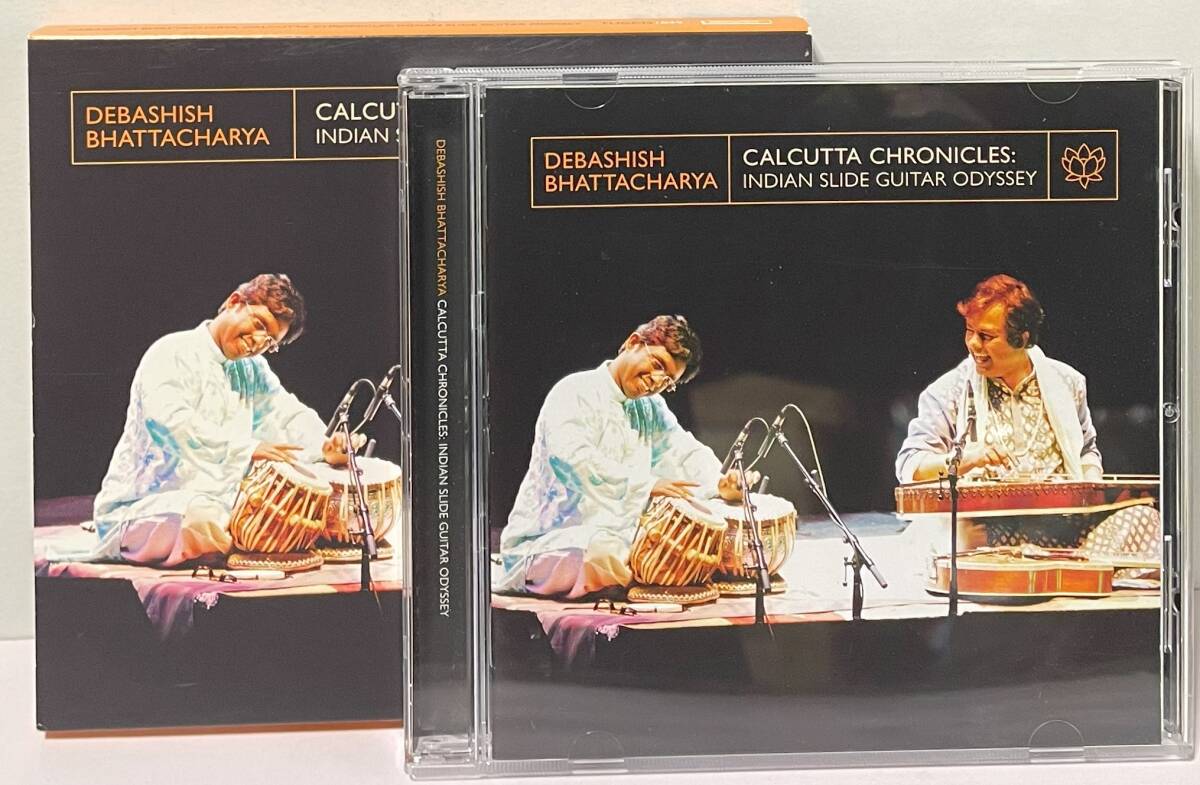 DEBASHISH
BHATTACHARYA
CALCUT
INDIAN S
DEBASHISH BHATTACHARYA CALCUTTA CHRONICLES: INDIAN SLIDE GUITAR ODYSSEY
DEBASHISH
BHATTACHARYA
CALCUTTA CHRONICLES:
INDIAN SLIDE GUITAR ODYSSEY